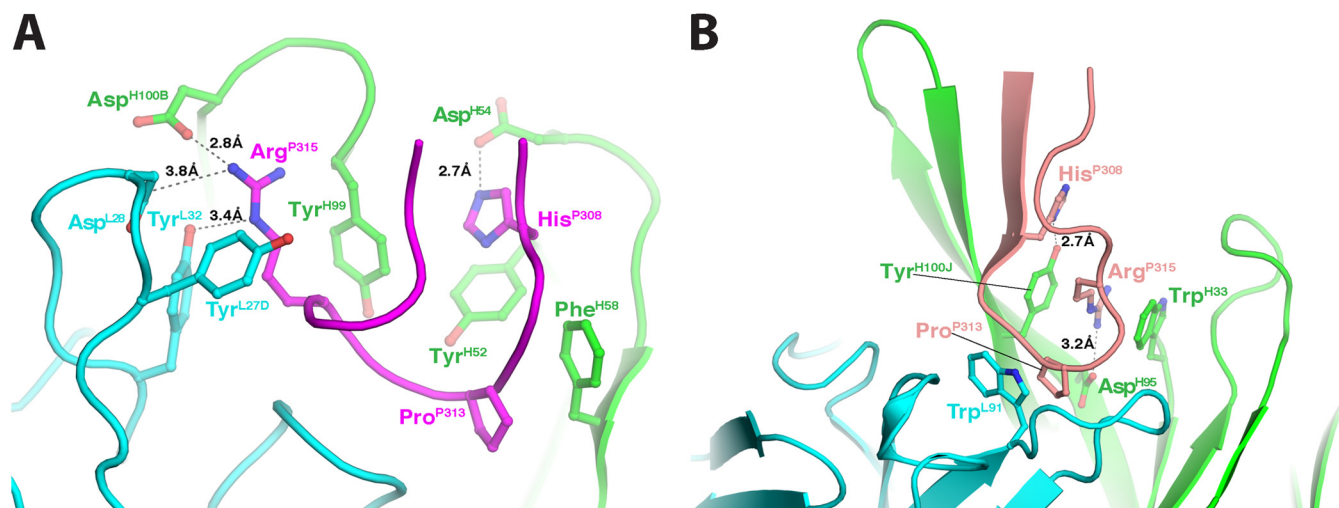 A
B
Asp^H100B
2.8Å
Arg^P315
3.8Å
Asp^L28
Tyr^L32
3.4Å
Tyr^H99
Tyr^L27D
Asp^H54
2.7Å
His^P308
Phe^H58
Tyr^H52
Pro^P313
His^P308
2.7Å
Tyr^H100J
Arg^P315
Trp^H33
Pro^P313
3.2Å
Asp^H95
Trp^L91